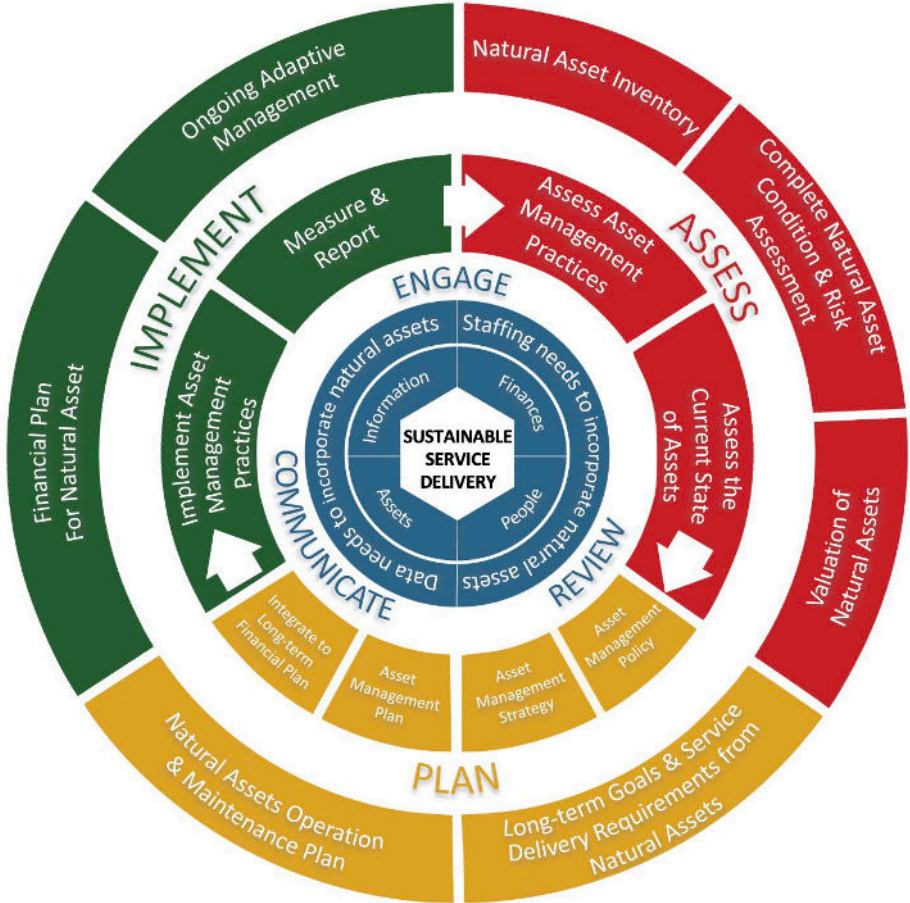 Natural Asset Inventory
Complete Natural Asset
Condition & Risk
Assessment
Valuation of
Natural Assets
Long-term Goals & Service
Delivery Requirements from
Natural Assets
Natural Assets Operation
& Maintenance Plan
Financial Plan
For Natural Asset
Ongoing Adaptive
Management
ASSESS
PLAN
IMPLEMENT
Assess Asset
Management
Practices
Assess the
Current State
of Assets
Asset
Management
Policy
Asset
Management
Strategy
Asset
Management
Plan
Integrate to
Long-term
Financial Plan
Implement Asset
Management
Practices
Measure &
Report
ENGAGE
REVIEW
COMMUNICATE
Staffing needs to incorporate natural assets
Data needs to incorporate natural assets
Information
Finances
People
Assets
SUSTAINABLE
SERVICE
DELIVERY